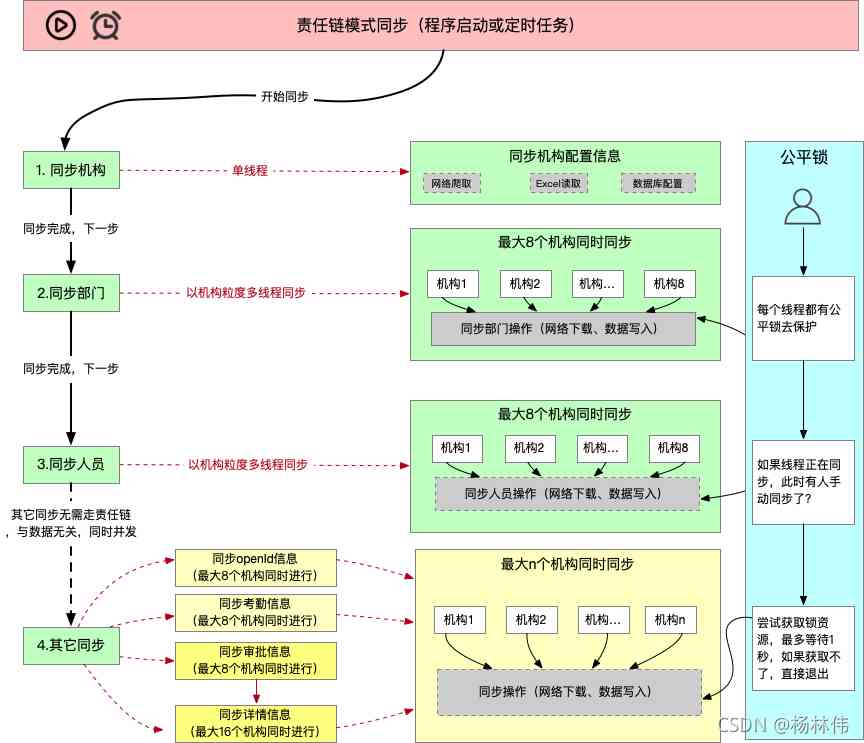 责任链模式同步（程序启动或定时任务）
开始同步
1. 同步机构
单线程
同步机构配置信息
网络爬取
Excel读取
数据库配置
同步完成，下一步
2.同步部门
以机构粒度多线程同步
最大8个机构同时同步
机构1
机构2
机构...
机构8
同步部门操作（网络下载、数据写入）
同步完成，下一步
3.同步人员
以机构粒度多线程同步
最大8个机构同时同步
机构1
机构2
机构...
机构8
同步人员操作（网络下载、数据写入）
其它同步无需走责任链
，与数据无关，同时并发
4.其它同步
同步openId信息
（最大8个机构同时进行）
同步考勤信息
（最大8个机构同时进行）
同步审批信息
（最大8个机构同时进行）
同步详情信息
（最大16个机构同时进行）
最大n个机构同时同步
机构1
机构2
机构...
机构n
同步操作（网络下载、数据写入）
公平锁
每个线程都有公
平锁去保护
如果线程正在同
步，此时有人手
动同步了？
尝试获取锁资
源，最多等待1
秒，如果获取不
了，直接退出
CSDN @杨林伟